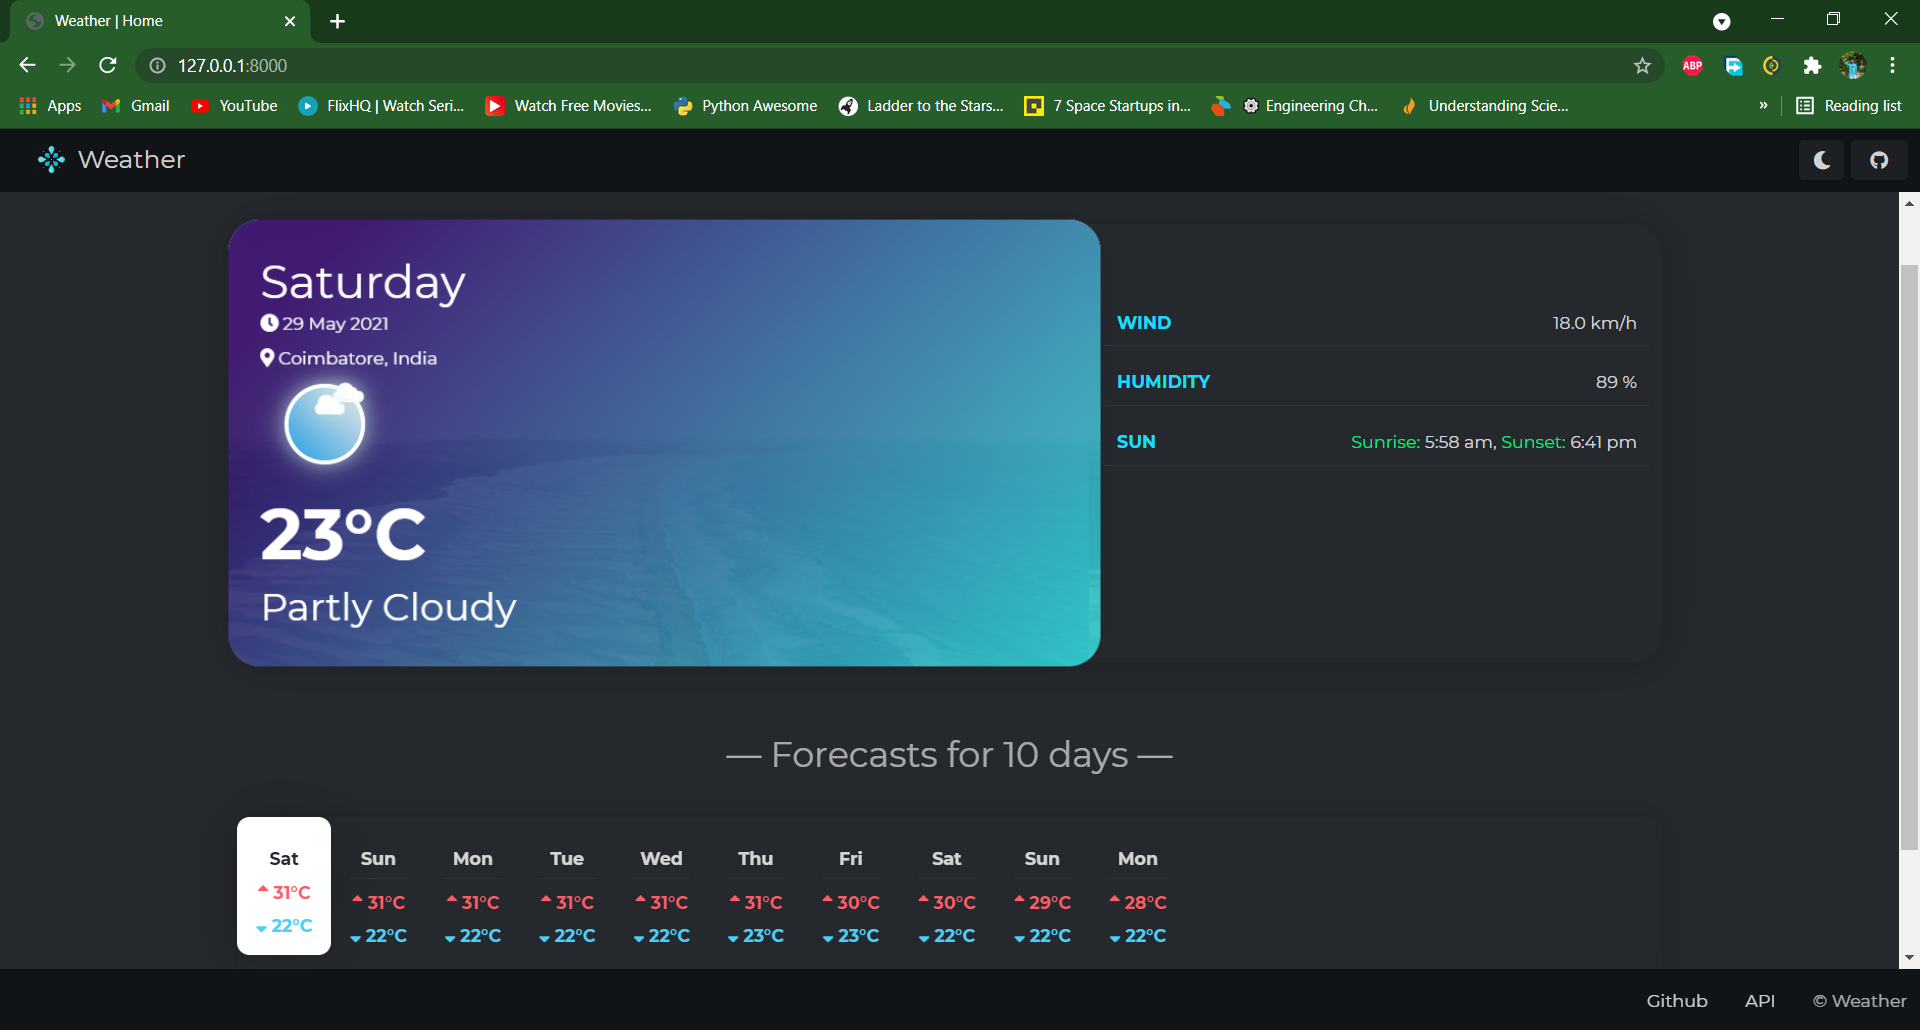 Weather | Home
127.0.0.1:8000
Apps Gmail YouTube FlixHQ | Watch Seri... Watch Free Movies... Python Awesome Ladder to the Stars... 7 Space Startups in... Engineering Ch... Understanding Scie... » Reading list
ABP
Weather
Saturday
29 May 2021
Coimbatore, India
23°C
Partly Cloudy
WIND 18.0 km/h
HUMIDITY 89 %
SUN Sunrise: 5:58 am, Sunset: 6:41 pm
— Forecasts for 10 days —
Sat Sun Mon Tue Wed Thu Fri Sat Sun Mon
31°C 31°C 31°C 31°C 31°C 31°C 30°C 30°C 29°C 28°C
22°C 22°C 22°C 22°C 22°C 23°C 23°C 22°C 22°C 22°C
Github API © Weather